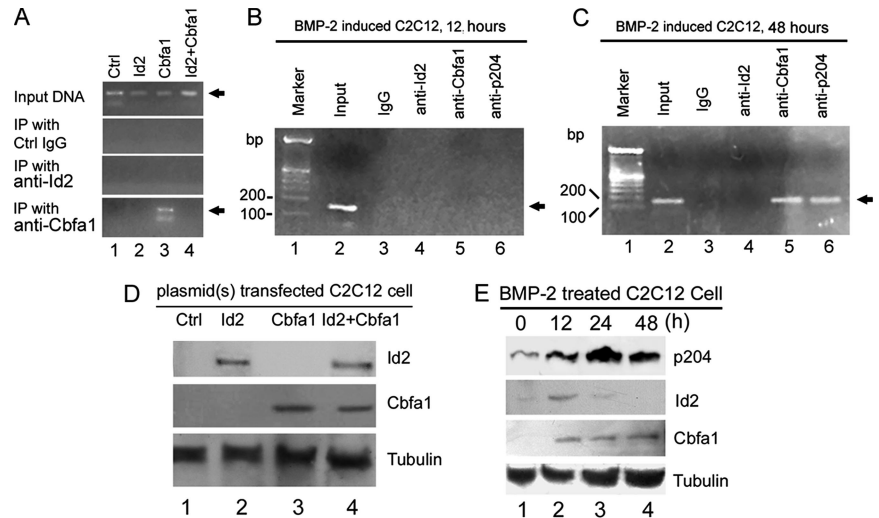 A
Ctrl
Id2
Cbfa1
Id2+Cbfa1
Input DNA
IP with
Ctrl IgG
IP with
anti-Id2
IP with
anti-Cbfa1
1 2 3 4
B
BMP-2 induced C2C12, 12 hours
Marker
Input
IgG
anti-Id2
anti-Cbfa1
anti-p204
bp
200-
100-
1 2 3 4 5 6
C
BMP-2 induced C2C12, 48 hours
Marker
Input
IgG
anti-Id2
anti-Cbfa1
anti-p204
bp
200
100
1 2 3 4 5 6
D
plasmid(s) transfected C2C12 cell
Ctrl Id2 Cbfa1 Id2+Cbfa1
Id2
Cbfa1
Tubulin
1 2 3 4
E
BMP-2 treated C2C12 Cell
0 12 24 48 (h)
p204
Id2
Cbfa1
Tubulin
1 2 3 4